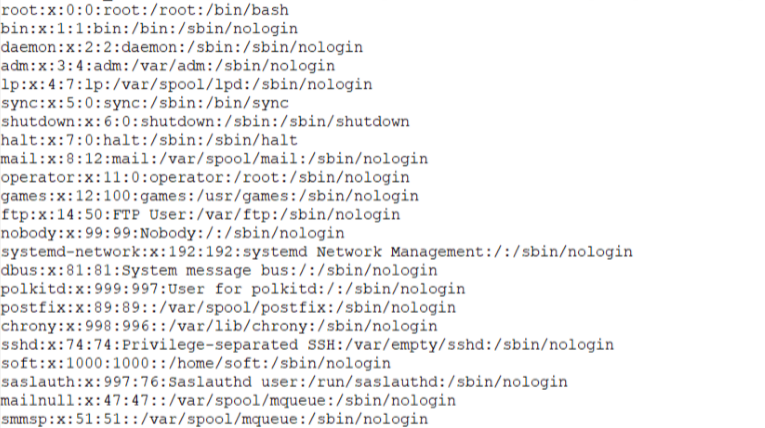 root:x:0:0:root:/root:/bin/bash
bin:x:1:1:bin:/bin:/sbin/nologin
daemon:x:2:2:daemon:/sbin:/sbin/nologin
adm:x:3:4:adm:/var/adm:/sbin/nologin
lp:x:4:7:lp:/var/spool/lpd:/sbin/nologin
sync:x:5:0:sync:/sbin:/bin/sync
shutdown:x:6:0:shutdown:/sbin:/sbin/shutdown
halt:x:7:0:halt:/sbin:/sbin/halt
mail:x:8:12:mail:/var/spool/mail:/sbin/nologin
operator:x:11:0:operator:/root:/sbin/nologin
games:x:12:100:games:/usr/games:/sbin/nologin
ftp:x:14:50:FTP User:/var/ftp:/sbin/nologin
nobody:x:99:99:Nobody:/:/sbin/nologin
systemd-network:x:192:192:systemd Network Management:/:/sbin/nologin
dbus:x:81:81:System message bus:/:/sbin/nologin
polkitd:x:999:997:User for polkitd:/:/sbin/nologin
postfix:x:89:89::/var/spool/postfix:/sbin/nologin
chrony:x:998:996::/var/lib/chrony:/sbin/nologin
sshd:x:74:74:Privilege-separated SSH:/var/empty/sshd:/sbin/nologin
soft:x:1000:1000::/home/soft:/sbin/nologin
saslauth:x:997:76:Saslauthd user:/run/saslauthd:/sbin/nologin
mailnull:x:47:47::/var/spool/mqueue:/sbin/nologin
smmsp:x:51:51::/var/spool/mqueue:/sbin/nologin